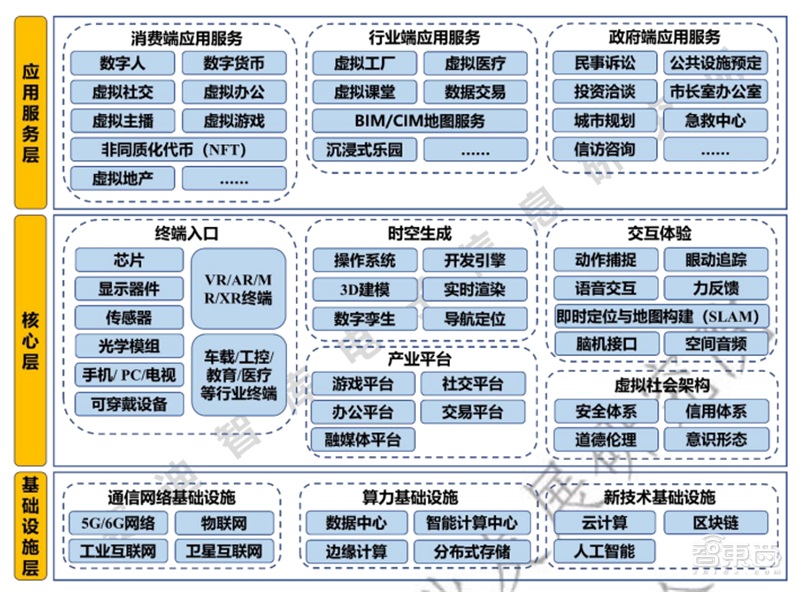 应用服务层
消费端应用服务
数字人
数字货币
虚拟社交
虚拟办公
虚拟主播
虚拟游戏
非同质化代币（NFT）
虚拟地产
……
行业端应用服务
虚拟工厂
虚拟医疗
虚拟课堂
数据交易
BIM/CIM地图服务
沉浸式乐园
……
政府端应用服务
民事诉讼
公共设施预定
投资洽谈
市长室办公室
城市规划
急救中心
信访咨询
……
核心层
终端入口
芯片
显示器件
传感器
光学模组
手机/ PC/电视
可穿戴设备
VR/AR/M
R/XR终端
车载/工控/
教育/医疗
等行业终端
时空生成
操作系统
开发引擎
3D建模
实时渲染
数字孪生
导航定位
产业平台
游戏平台
社交平台
办公平台
交易平台
融媒体平台
交互体验
动作捕捉
眼动追踪
语音交互
力反馈
即时定位与地图构建（SLAM）
脑机接口
空间音频
虚拟社会架构
安全体系
信用体系
道德伦理
意识形态
基础设施层
通信网络基础设施
5G/6G网络
物联网
工业互联网
卫星互联网
算力基础设施
数据中心
智能计算中心
边缘计算
分布式存储
新技术基础设施
云计算
区块链
人工智能
智東西